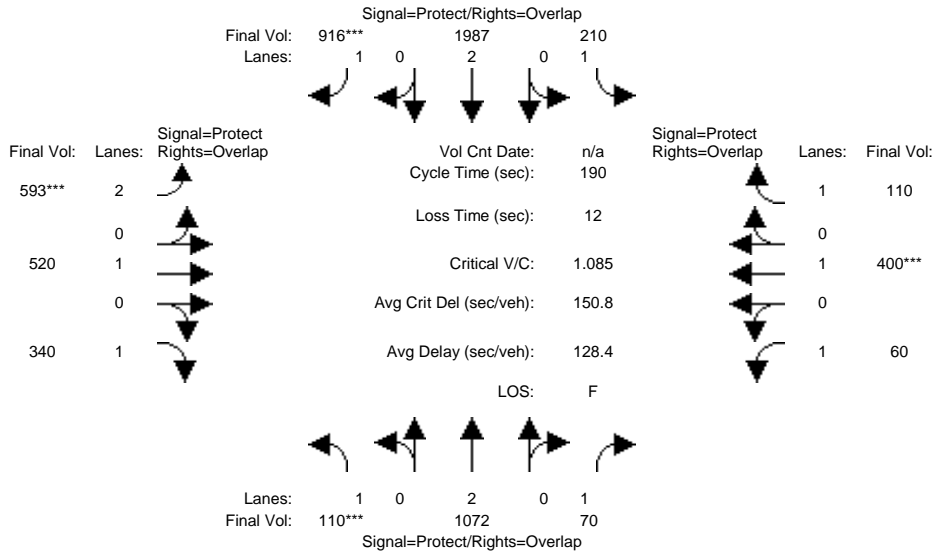 Signal=Protect/Rights=Overlap
Final Vol: 916*** 1987 210
Lanes: 1 0 2 0 1
Signal=Protect
Final Vol: Lanes: Rights=Overlap
Vol Cnt Date: n/a
Signal=Protect
Rights=Overlap Lanes: Final Vol:
Cycle Time (sec): 190
593*** 2
1 110
Loss Time (sec): 12
0
0
520 1
Critical V/C: 1.085
1 400***
0
Avg Crit Del (sec/veh): 150.8
0
340 1
Avg Delay (sec/veh): 128.4
1 60
LOS: F
Lanes: 1 0 2 0 1
Final Vol: 110*** 1072 70
Signal=Protect/Rights=Overlap